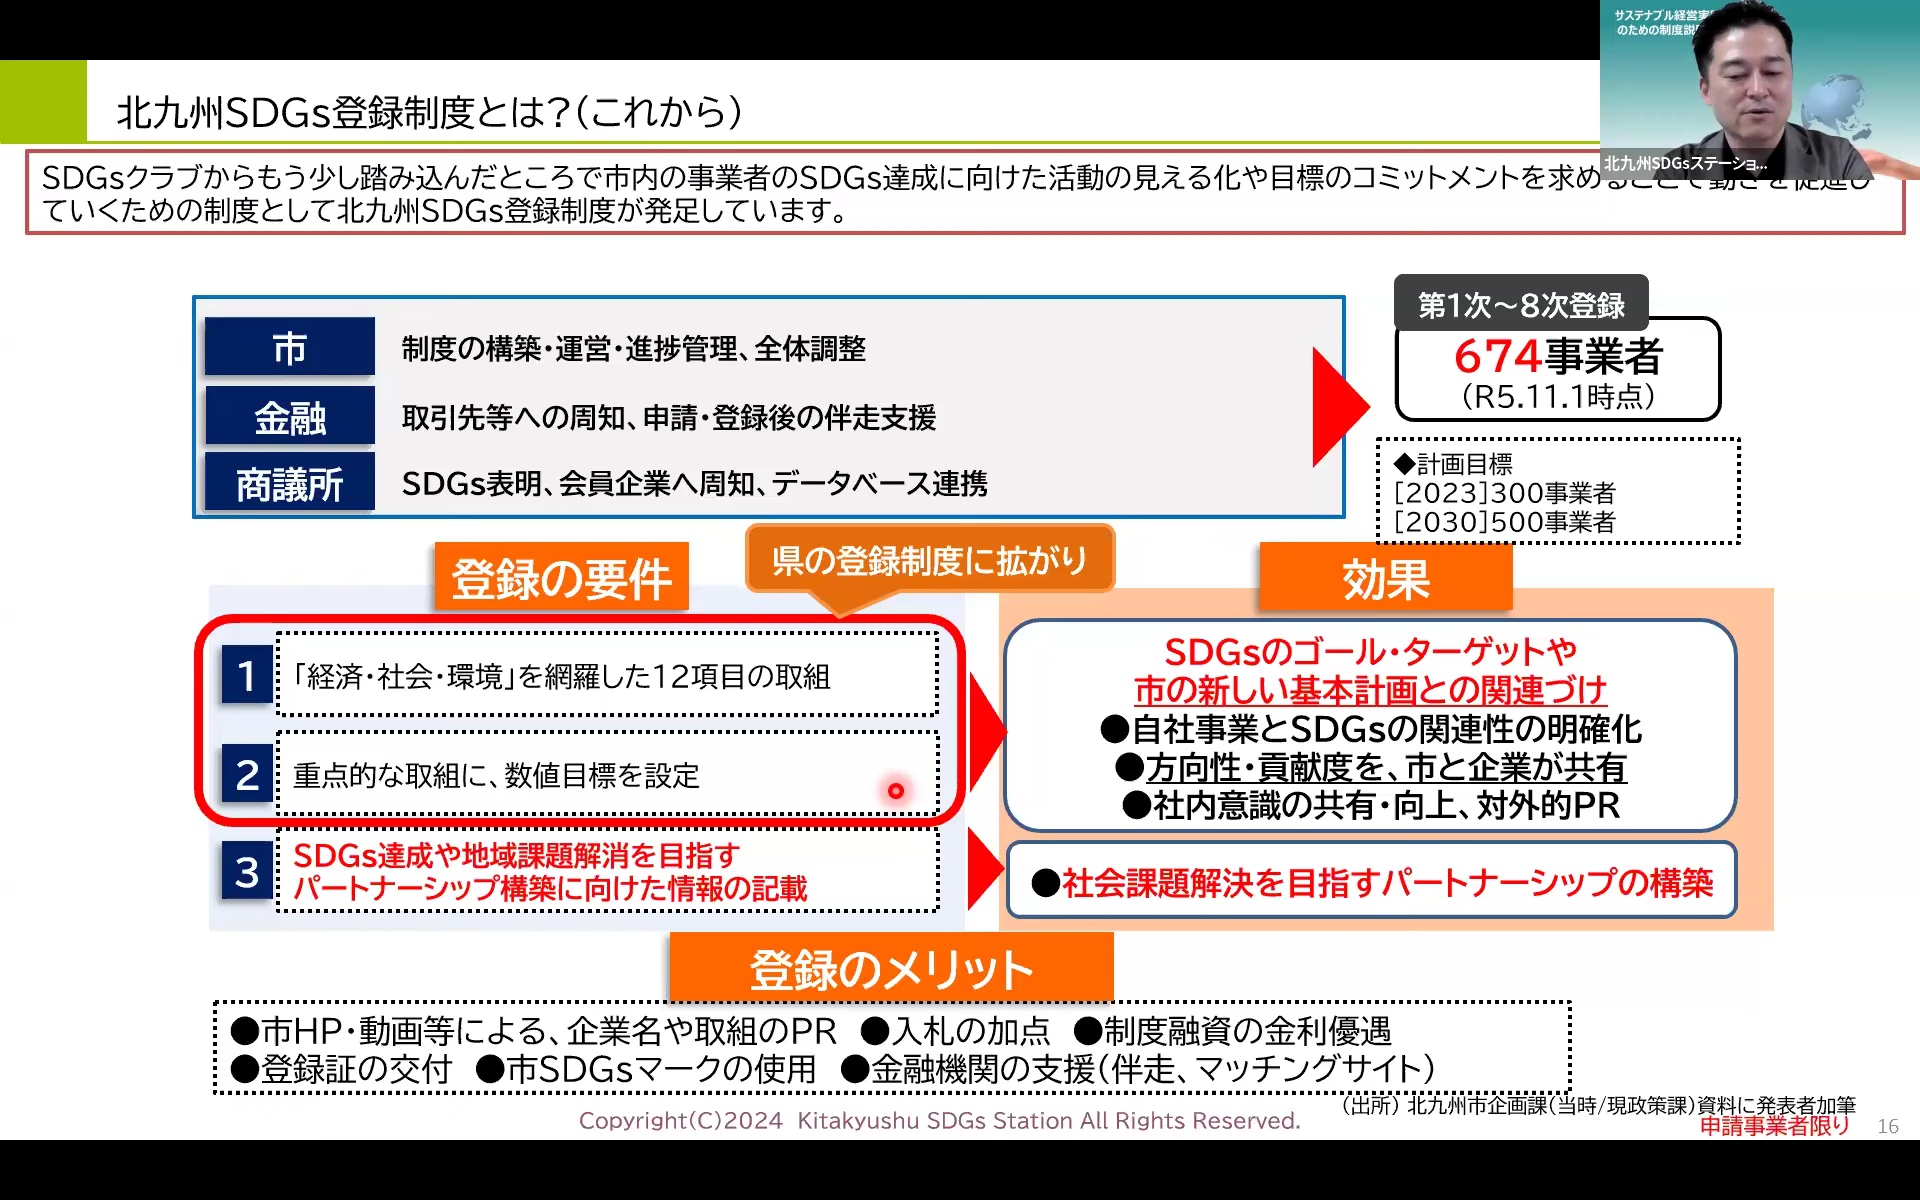 サステナブル経営実
のための制度説
北九州SDGsステーショ...
北九州SDGs登録制度とは？（これから）
SDGsクラブからもう少し踏み込んだところで市内の事業者のSDGs達成に向けた活動の見える化や目標のコミットメントを求めることで動きを促進し
ていくための制度として北九州SDGs登録制度が発足しています。
市
制度の構築・運営・進捗管理、全体調整
金融
取引先等への周知、申請・登録後の伴走支援
商議所
SDGs表明、会員企業へ周知、データベース連携
第1次～8次登録
674事業者
（R5.11.1時点）
◆計画目標
[2023]300事業者
[2030]500事業者
登録の要件
県の登録制度に拡がり
効果
1
「経済・社会・環境」を網羅した12項目の取組
2
重点的な取組に、数値目標を設定
3
SDGs達成や地域課題解消を目指す
パートナーシップ構築に向けた情報の記載
SDGsのゴール・ターゲットや
市の新しい基本計画との関連づけ
●自社事業とSDGsの関連性の明確化
●方向性・貢献度を、市と企業が共有
●社内意識の共有・向上、対外的PR
●社会課題解決を目指すパートナーシップの構築
登録のメリット
●市HP・動画等による、企業名や取組のPR ●入札の加点 ●制度融資の金利優遇
●登録証の交付 ●市SDGsマークの使用 ●金融機関の支援（伴走、マッチングサイト）
（出所）北九州市企画課（当時/現政策課）資料に発表者加筆
Copyright(C)2024 Kitakyushu SDGs Station All Rights Reserved.
申請事業者限り
16